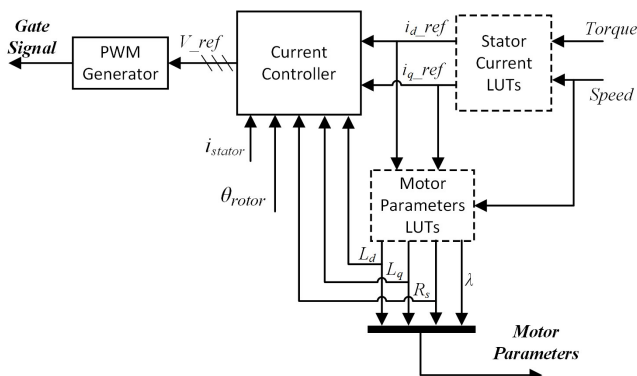 Gate
Signal
PWM
Generator
V_ref
Current
Controller
i_d_ref
i_q_ref
Stator
Current
LUTs
Torque
Speed
i_stator
θ_rotor
Motor
Parameters
LUTs
L_d
L_q
R_s
λ
Motor
Parameters